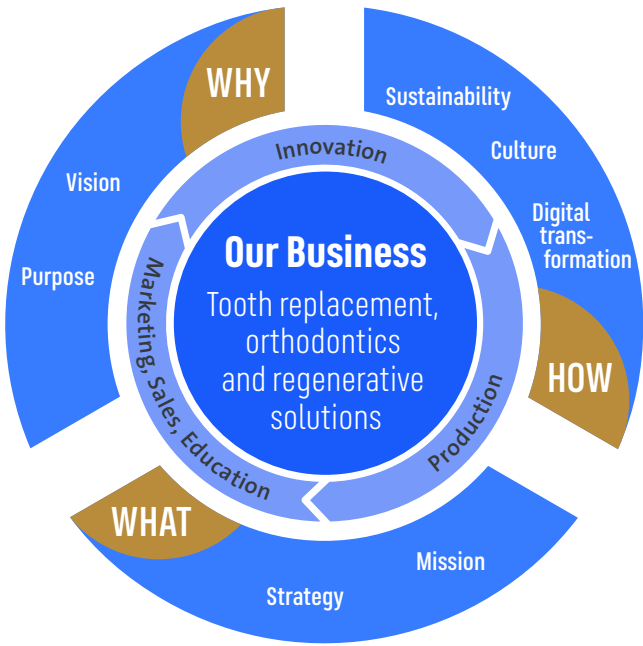 WHY
Vision
Purpose
Sustainability
Culture
Digital
trans-
formation
HOW
WHAT
Strategy
Mission
Innovation
Production
Marketing, Sales, Education
Our Business
Tooth replacement,
orthodontics
and regenerative
solutions